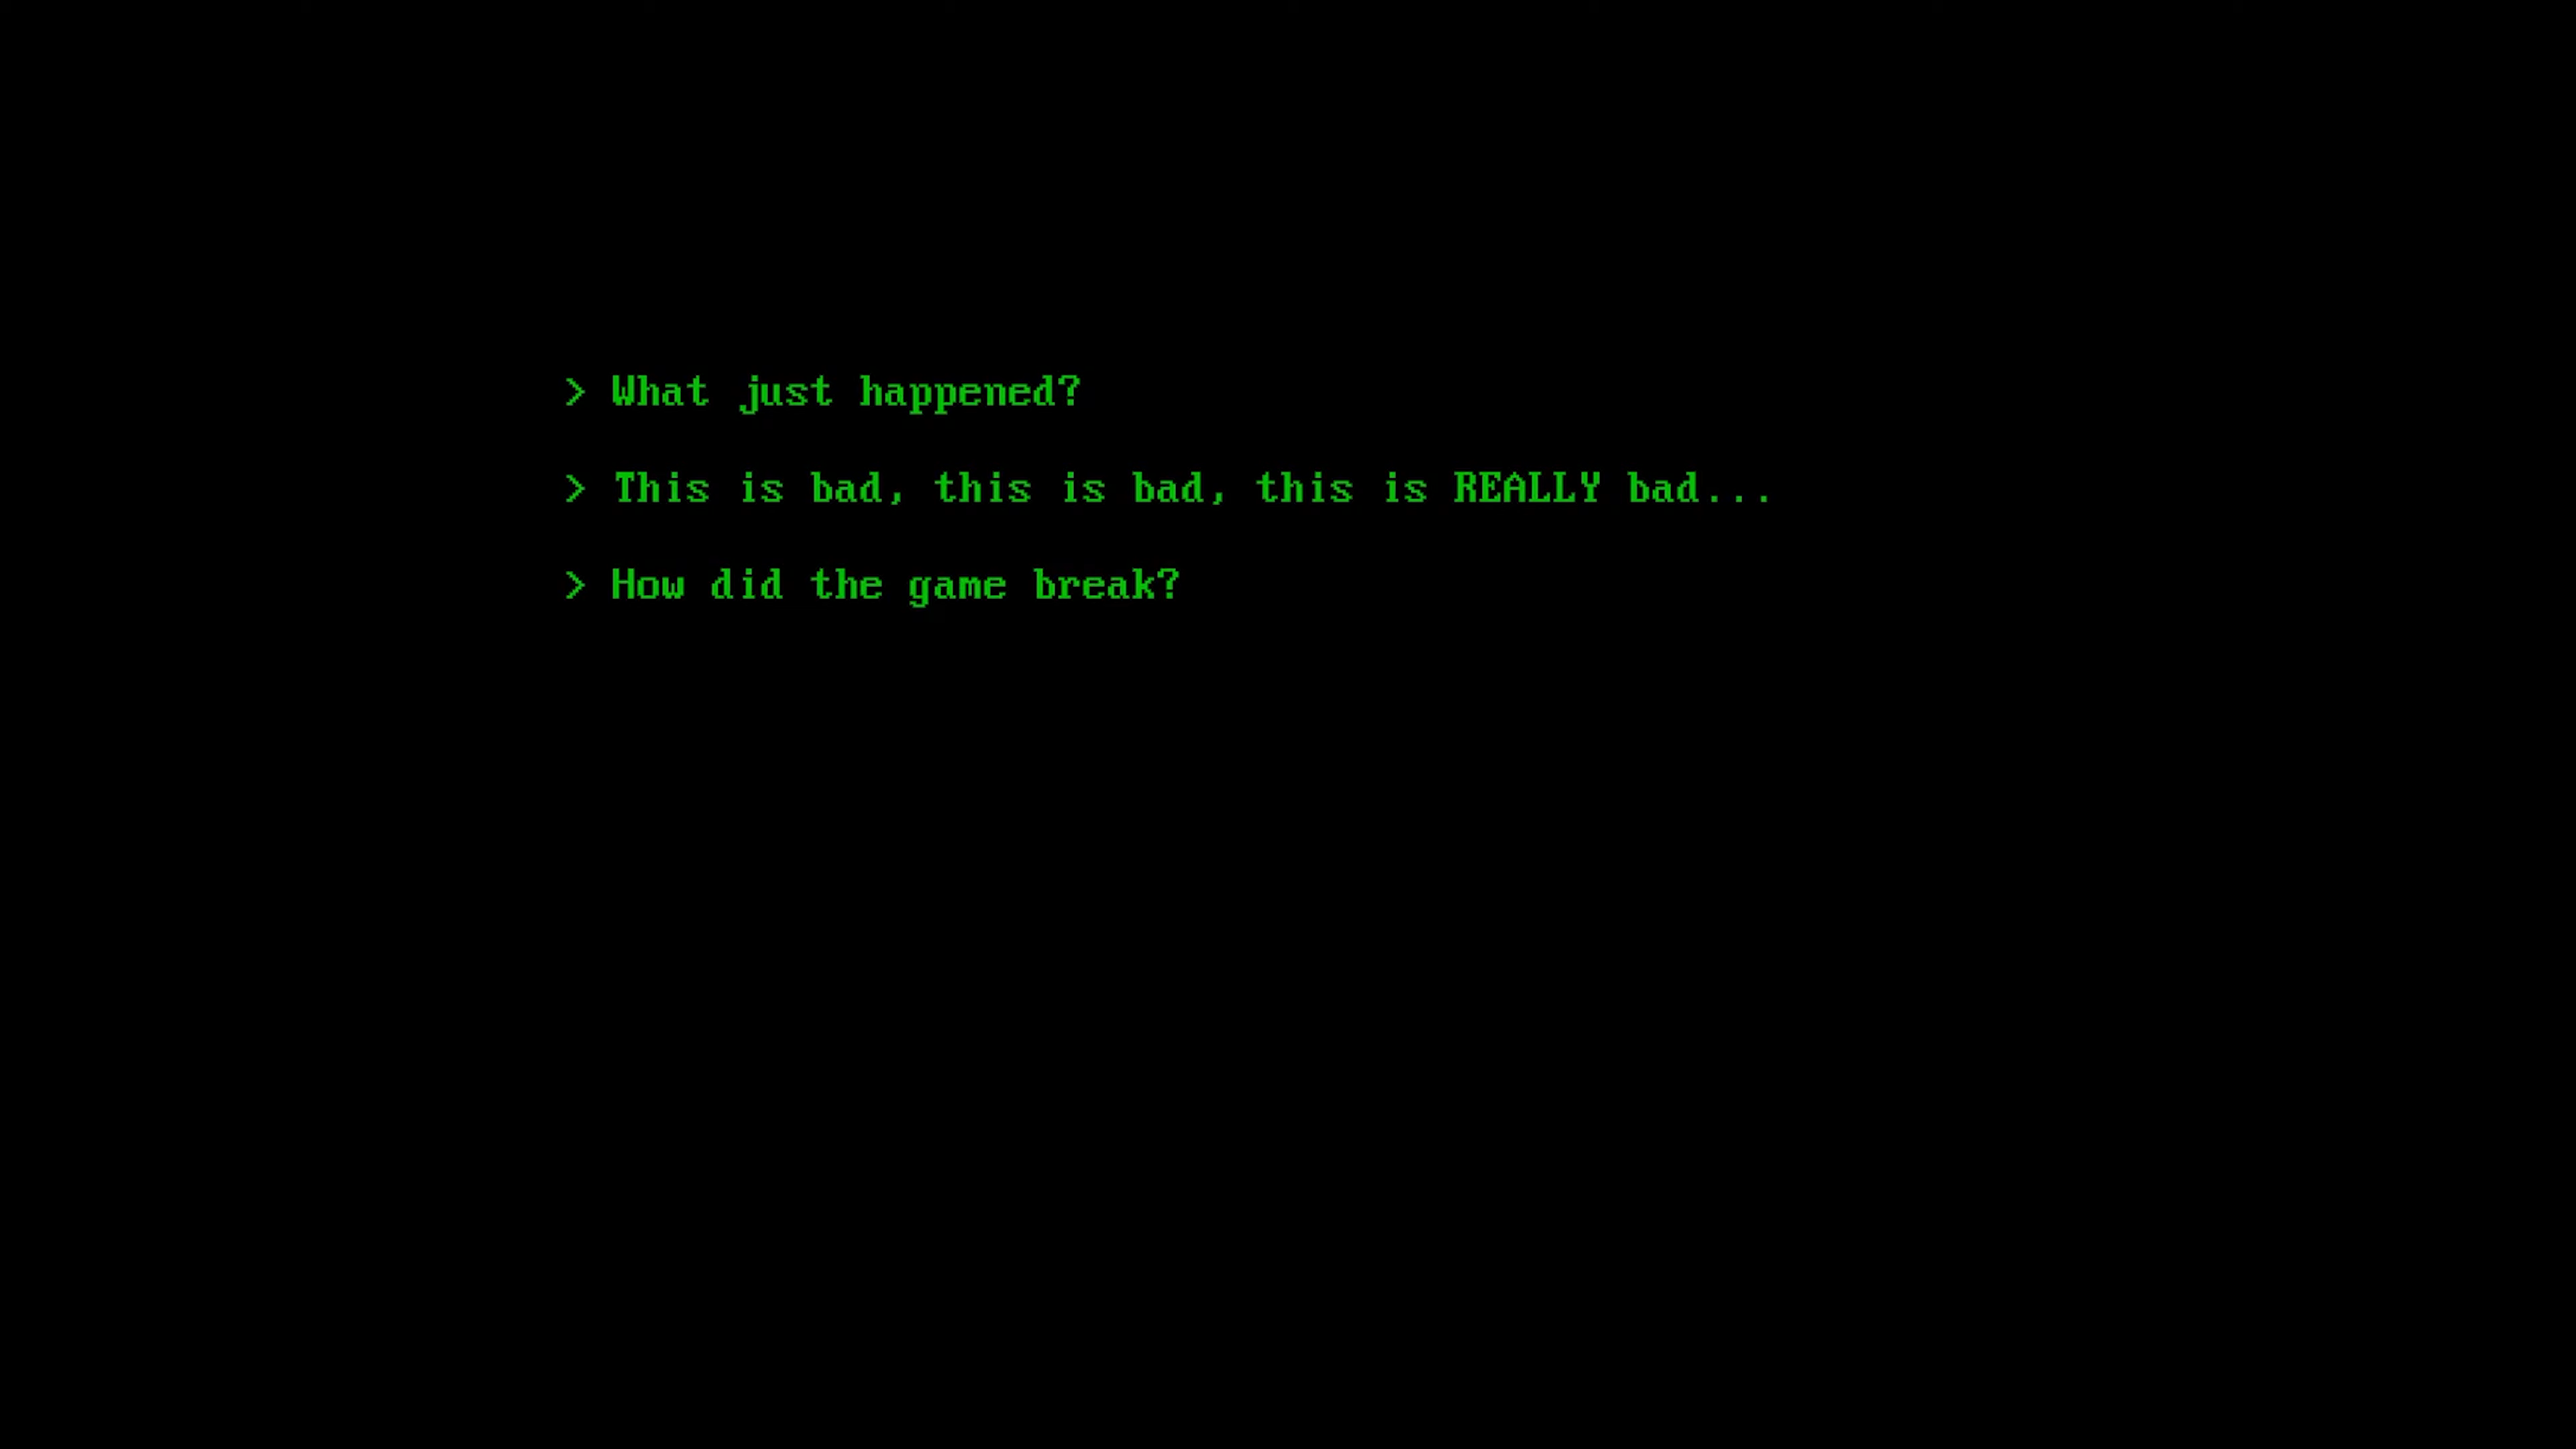 > What just happened?
> This is bad, this is bad, this is REALLY bad...
> How did the game break?